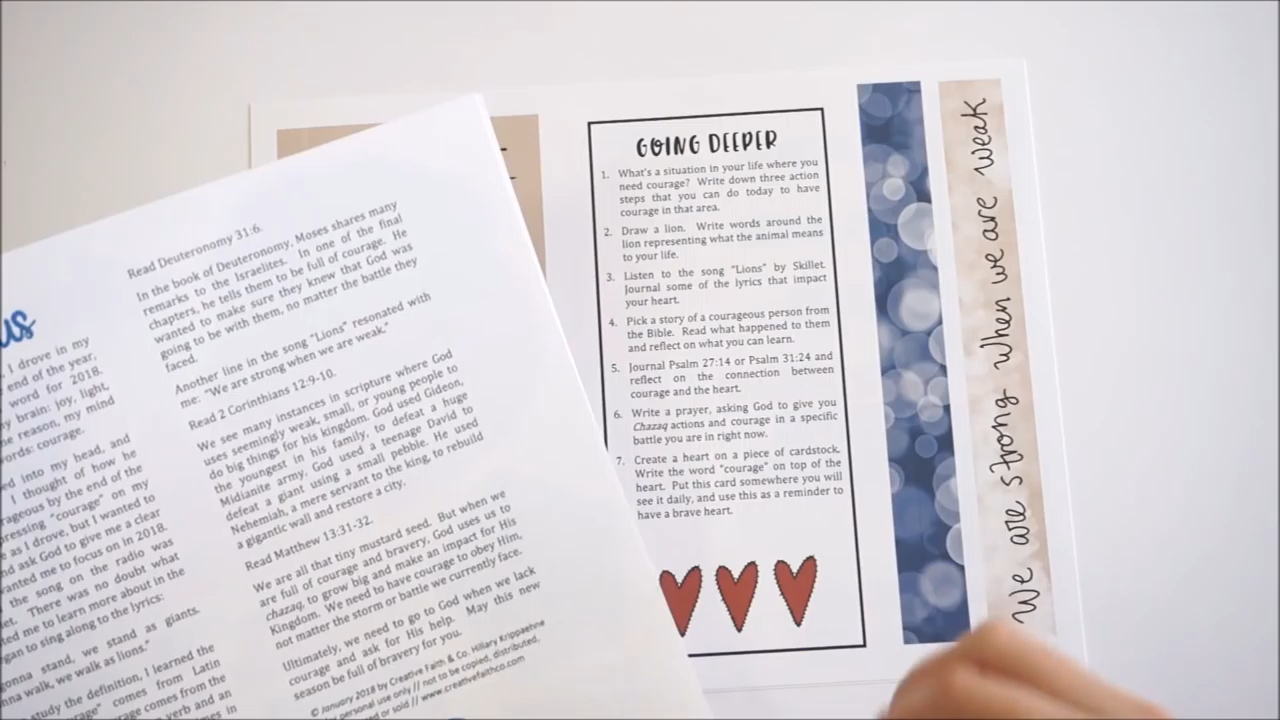 us
I drove in my
end of the year,
word for 2018.
brain: joy, light,
reason, my mind
words: courage.
into my head, and
I thought of how he
by the end of the
"courage" on my
as I drove, but I wanted to
ask God to give me a clear
me to focus on in 2018.
the song on the radio was
There was no doubt what
me to learn more about in the
to sing along to the lyrics:
stand, we stand as giants.
walk, we walk as lions."
study the definition, I learned the
comes from Latin
comes from the
verb and an
in
Read Deuteronomy 31:6.
In the book of Deuteronomy, Moses shares many
remarks to the Israelites. In one of the final
chapters, he tells them to be full of courage. He
wanted to make sure they knew that God was
going to be with them, no matter the battle they
faced.
Another line in the song "Lions" resonated with
me: "We are strong when we are weak."
Read 2 Corinthians 12:9-10.
We see many instances in scripture where God
uses seemingly weak, small, or young people to
do big things for his kingdom. God used Gideon,
the youngest in his family, to defeat a huge
Midianite army. God used a teenage David to
defeat a giant using a small pebble. He used
Nehemiah, a mere servant to the king, to rebuild
a gigantic wall and restore a city.
Read Matthew 13:31-32.
We are all that tiny mustard seed. But when we
are full of courage and bravery, God uses us to
chazaq, to grow big and make an impact for His
Kingdom. We need to have courage to obey Him,
not matter the storm or battle we currently face.
Ultimately, we need to go to God when we lack
courage and ask for His help. May this new
season be full of bravery for you.
© January 2018 by Creative Faith & Co. Hillary Krippaehne
personal use only // not to be copied, distributed,
or sold // www.creativefaithco.com
GOING DEEPER
1. What's a situation in your life where you
need courage? Write down three action
steps that you can do today to have
courage in that area.
2. Draw a lion. Write words around the
lion representing what the animal means
to your life.
3. Listen to the song "Lions" by Skillet.
Journal some of the lyrics that impact
your heart.
4. Pick a story of a courageous person from
the Bible. Read what happened to them
and reflect on what you can learn.
5. Journal Psalm 27:14 or Psalm 31:24 and
reflect on the connection between
courage and the heart.
6. Write a prayer, asking God to give you
Chazaq actions and courage in a specific
battle you are in right now.
7. Create a heart on a piece of cardstock.
Write the word "courage" on top of the
heart. Put this card somewhere you will
see it daily, and use this as a reminder to
have a brave heart.
We are strong when we are weak